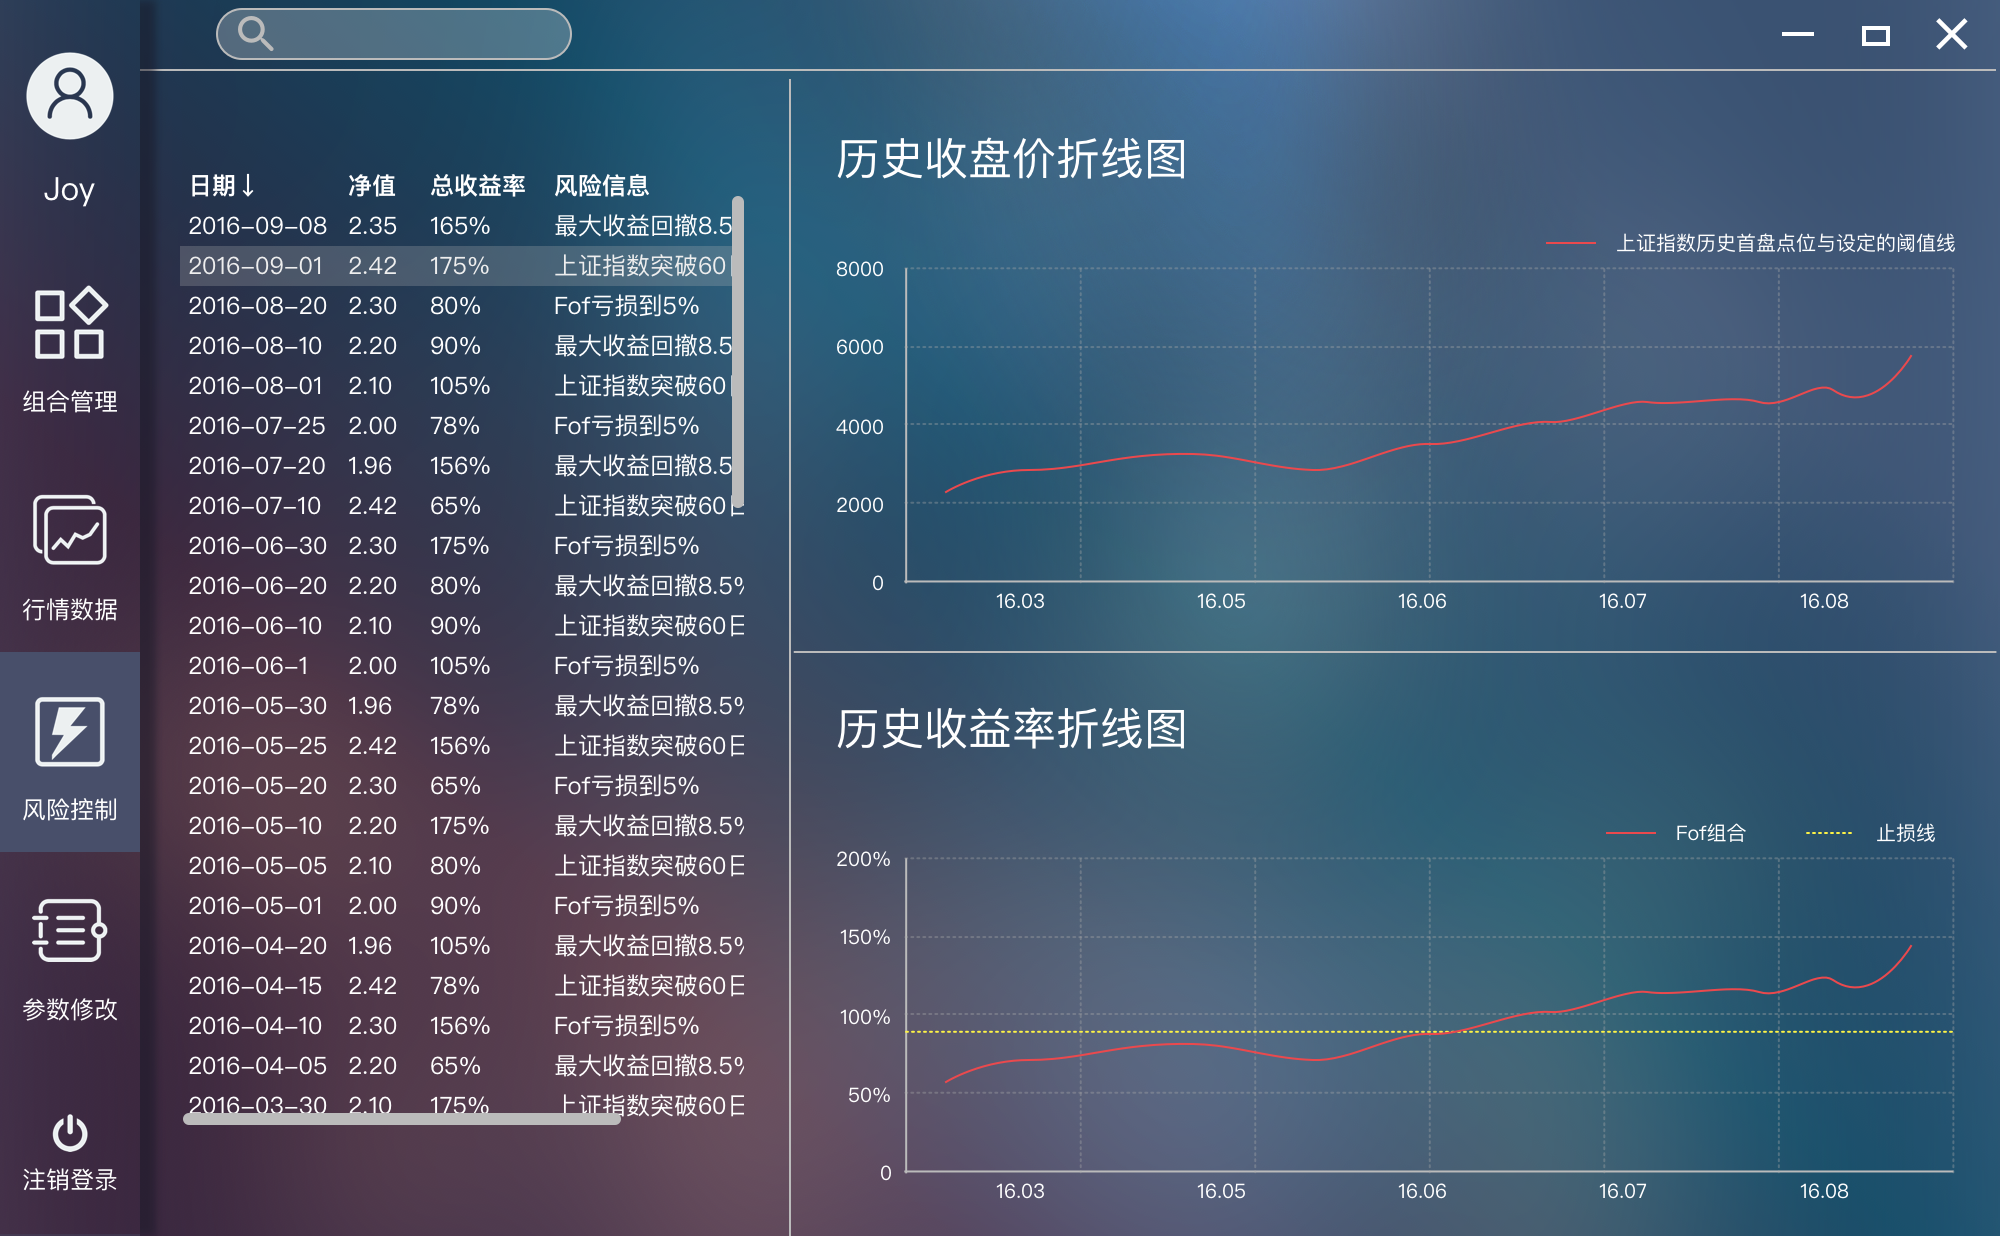 Joy
组合管理
行情数据
风险控制
参数修改
注销登录
日期↓ 净值 总收益率 风险信息
2016-09-08 2.35 165% 最大收益回撤8.5
2016-09-01 2.42 175% 上证指数突破60
2016-08-20 2.30 80% Fof亏损到5%
2016-08-10 2.20 90% 最大收益回撤8.5
2016-08-01 2.10 105% 上证指数突破60
2016-07-25 2.00 78% Fof亏损到5%
2016-07-20 1.96 156% 最大收益回撤8.5
2016-07-10 2.42 65% 上证指数突破60日
2016-06-30 2.30 175% Fof亏损到5%
2016-06-20 2.20 80% 最大收益回撤8.5%
2016-06-10 2.10 90% 上证指数突破60日
2016-06-1 2.00 105% Fof亏损到5%
2016-05-30 1.96 78% 最大收益回撤8.5%
2016-05-25 2.42 156% 上证指数突破60日
2016-05-20 2.30 65% Fof亏损到5%
2016-05-10 2.20 175% 最大收益回撤8.5%
2016-05-05 2.10 80% 上证指数突破60日
2016-05-01 2.00 90% Fof亏损到5%
2016-04-20 1.96 105% 最大收益回撤8.5%
2016-04-15 2.42 78% 上证指数突破60日
2016-04-10 2.30 156% Fof亏损到5%
2016-04-05 2.20 65% 最大收益回撤8.5%
2016-03-30 2.10 175% 上证指数突破60日
历史收盘价折线图
上证指数历史首盘点位与设定的阈值线
8000
6000
4000
2000
0
16.03 16.05 16.06 16.07 16.08
历史收益率折线图
Fof组合 止损线
200%
150%
100%
50%
0
16.03 16.05 16.06 16.07 16.08